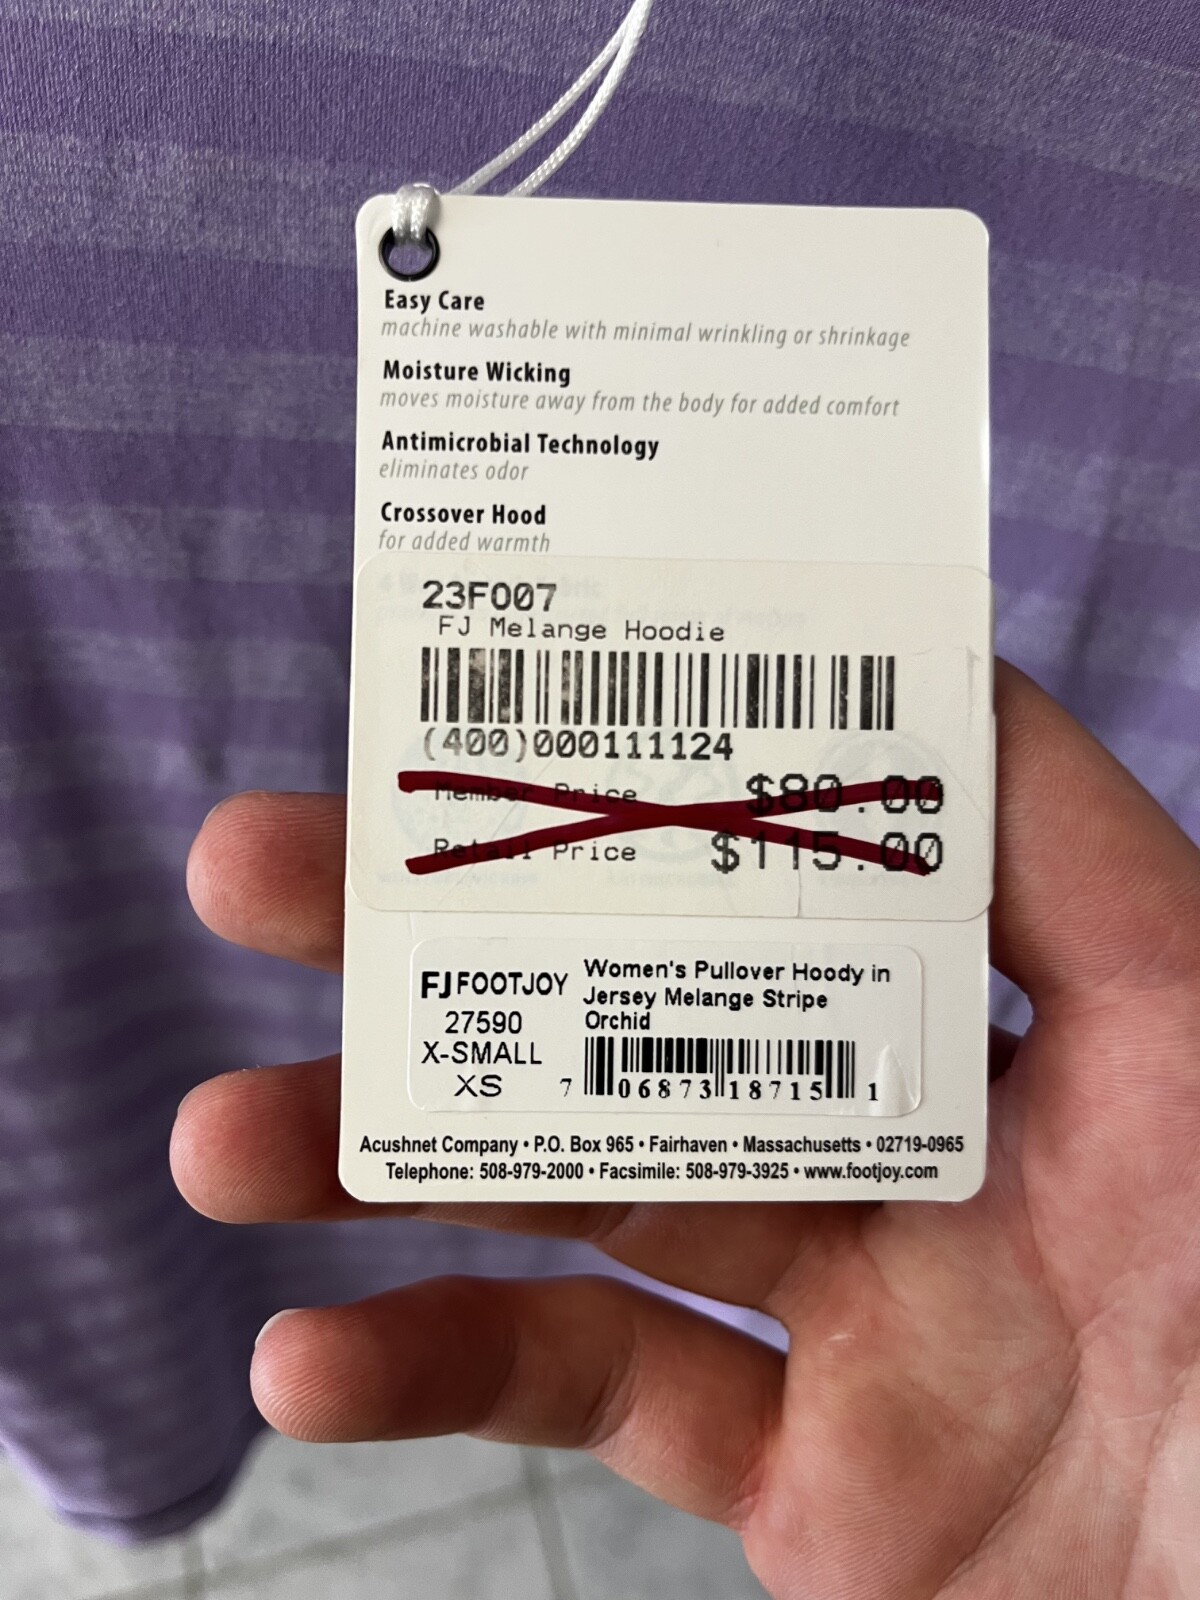 Easy Care
machine washable with minimal wrinkling or shrinkage
Moisture Wicking
moves moisture away from the body for added comfort
Antimicrobial Technology
eliminates odor
Crossover Hood
for added warmth
23F007
FJ Melange Hoodie
(400)000111124
Member Price $80.00
Retail Price $115.00
FJ FOOTJOY
27590
X-SMALL
XS
Women's Pullover Hoody in
Jersey Melange Stripe
Orchid
7 06873 18715 1
Acushnet Company • P.O. Box 965 • Fairhaven • Massachusetts • 02719-0965
Telephone: 508-979-2000 • Facsimile: 508-979-3925 • www.footjoy.com